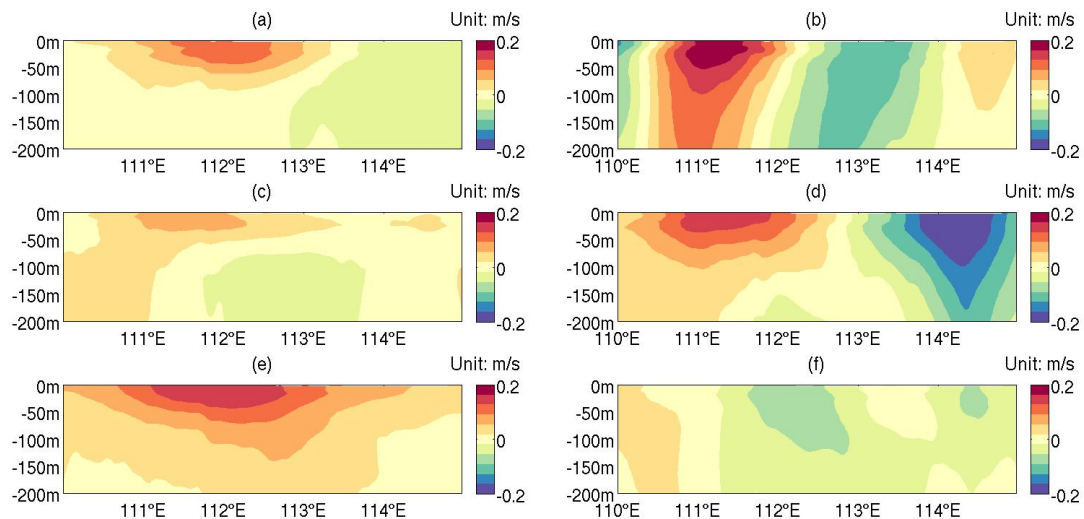 (a) Unit: m/s (b) Unit: m/s
0m 0.2 0m 0.2
-50m -50m
-100m 0 -100m 0
-150m -150m
-200m -0.2 -200m -0.2
111°E 112°E 113°E 114°E 110°E 111°E 112°E 113°E 114°E
(c) Unit: m/s (d) Unit: m/s
0m 0.2 0m 0.2
-50m -50m
-100m 0 -100m 0
-150m -150m
-200m -0.2 -200m -0.2
111°E 112°E 113°E 114°E 110°E 111°E 112°E 113°E 114°E
(e) Unit: m/s (f) Unit: m/s
0m 0.2 0m 0.2
-50m -50m
-100m 0 -100m 0
-150m -150m
-200m -0.2 -200m -0.2
111°E 112°E 113°E 114°E 110°E 111°E 112°E 113°E 114°E